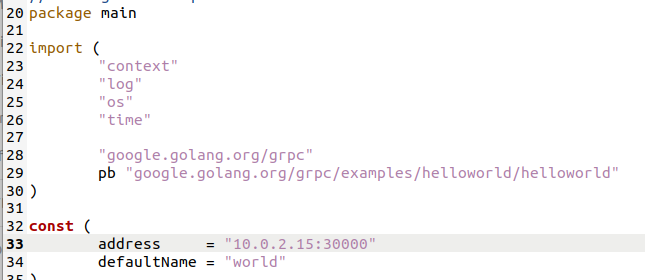 20 package main
21
22 import (
23 "context"
24 "log"
25 "os"
26 "time"
27
28 "google.golang.org/grpc"
29 pb "google.golang.org/grpc/examples/helloworld/helloworld"
30 )
31
32 const (
33 address = "10.0.2.15:30000"
34 defaultName = "world"
35 )